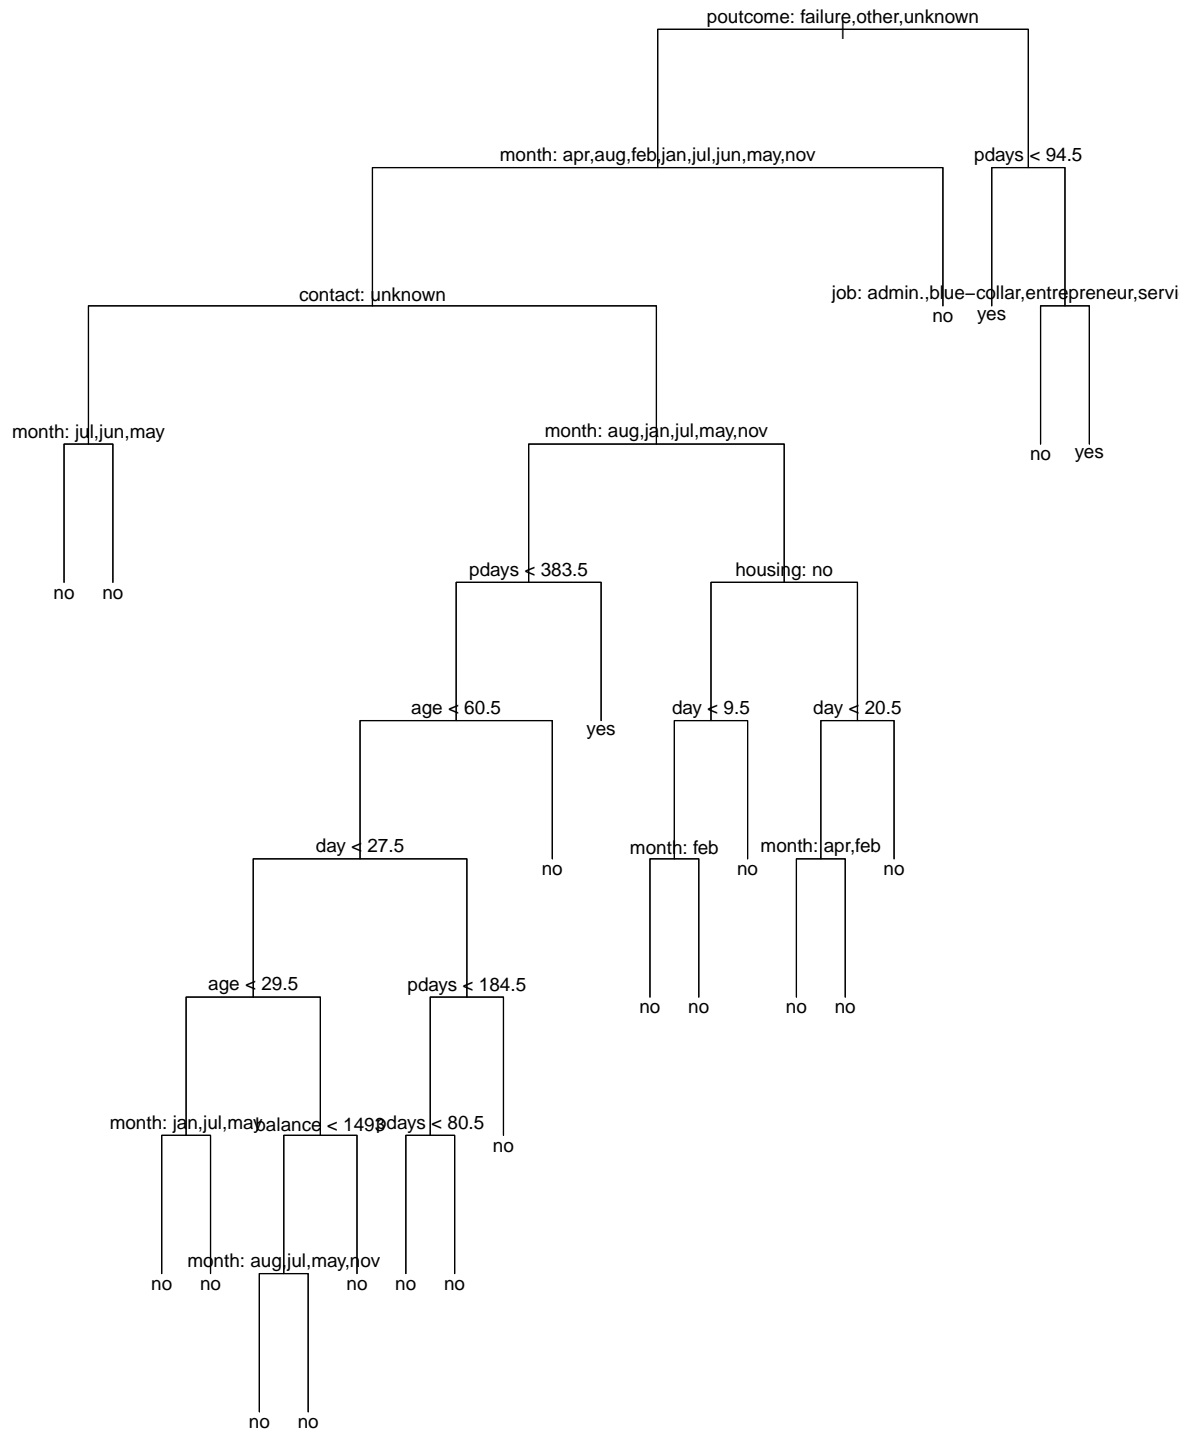 poutcome: failure,other,unknown
month: apr,aug,feb,jan,jul,jun,may,nov
pdays < 94.5
contact: unknown
job: admin.,blue−collar,entrepreneur,servi
no
yes
month: jul,jun,may
month: aug,jan,jul,may,nov
no
yes
pdays < 383.5
housing: no
no
no
age < 60.5
day < 9.5
day < 20.5
yes
day < 27.5
month: feb
month: apr,feb
no
no
no
age < 29.5
pdays < 184.5
no
no
no
no
month: jan,jul,may
balance < 1493
pdays < 80.5
no
month: aug,jul,may,nov
no
no
no
no
no
no
no